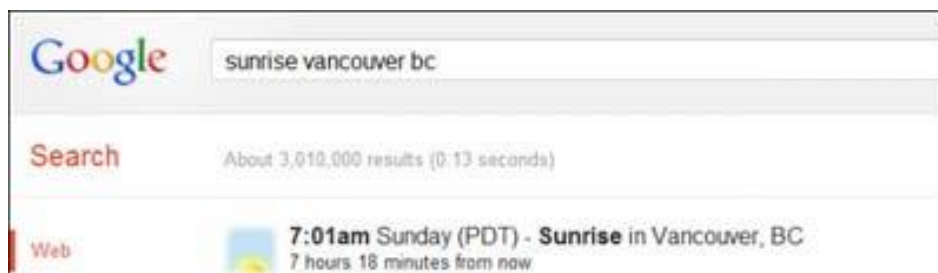 Google
sunrise vancouver bc
Search
About 3,010,000 results (0.13 seconds)
Web
7:01am Sunday (PDT) - Sunrise in Vancouver, BC
7 hours 18 minutes from now